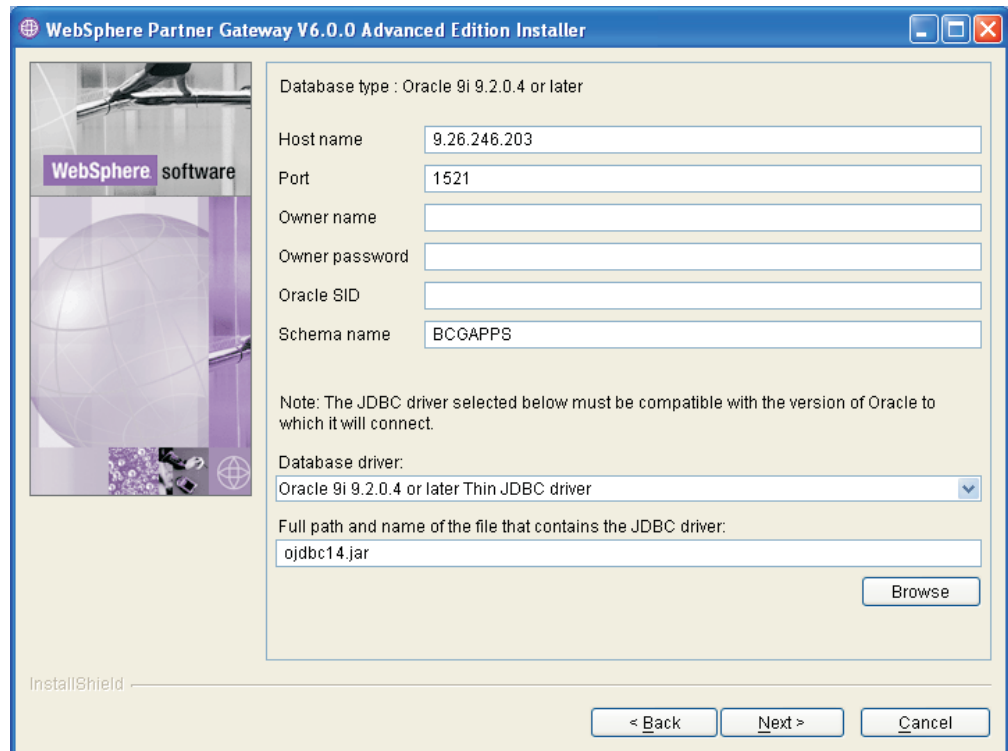 WebSphere Partner Gateway V6.0.0 Advanced Edition Installer
WebSphere. software
Database type : Oracle 9i 9.2.0.4 or later
Host name
9.26.246.203
Port
1521
Owner name
Owner password
Oracle SID
Schema name
BCGAPPS
Note: The JDBC driver selected below must be compatible with the version of Oracle to
which it will connect.
Database driver:
Oracle 9i 9.2.0.4 or later Thin JDBC driver
Full path and name of the file that contains the JDBC driver:
ojdbc14.jar
Browse
InstallShield
< Back
Next >
Cancel